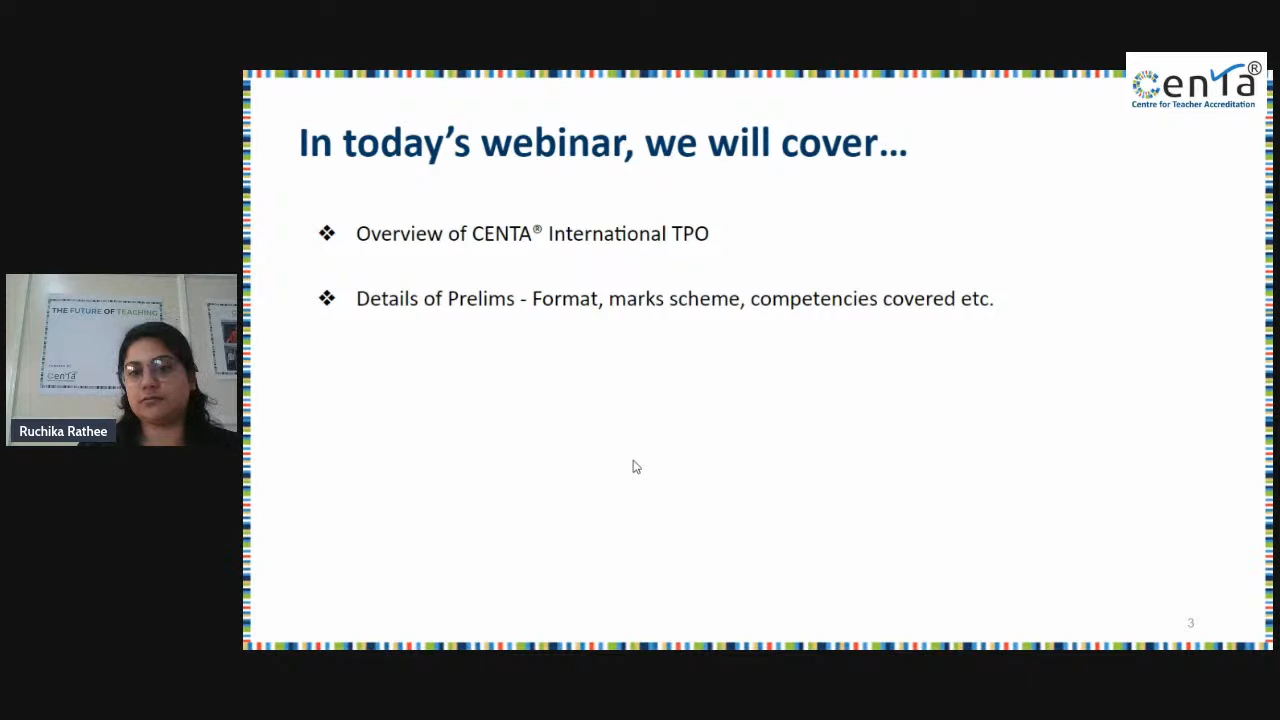 CenTa®
Centre for Teacher Accreditation
In today's webinar, we will cover...
❖ Overview of CENTA® International TPO
❖ Details of Prelims - Format, marks scheme, competencies covered etc.
THE FUTURE OF TEACHING
CenTa
Ruchika Rathee
3